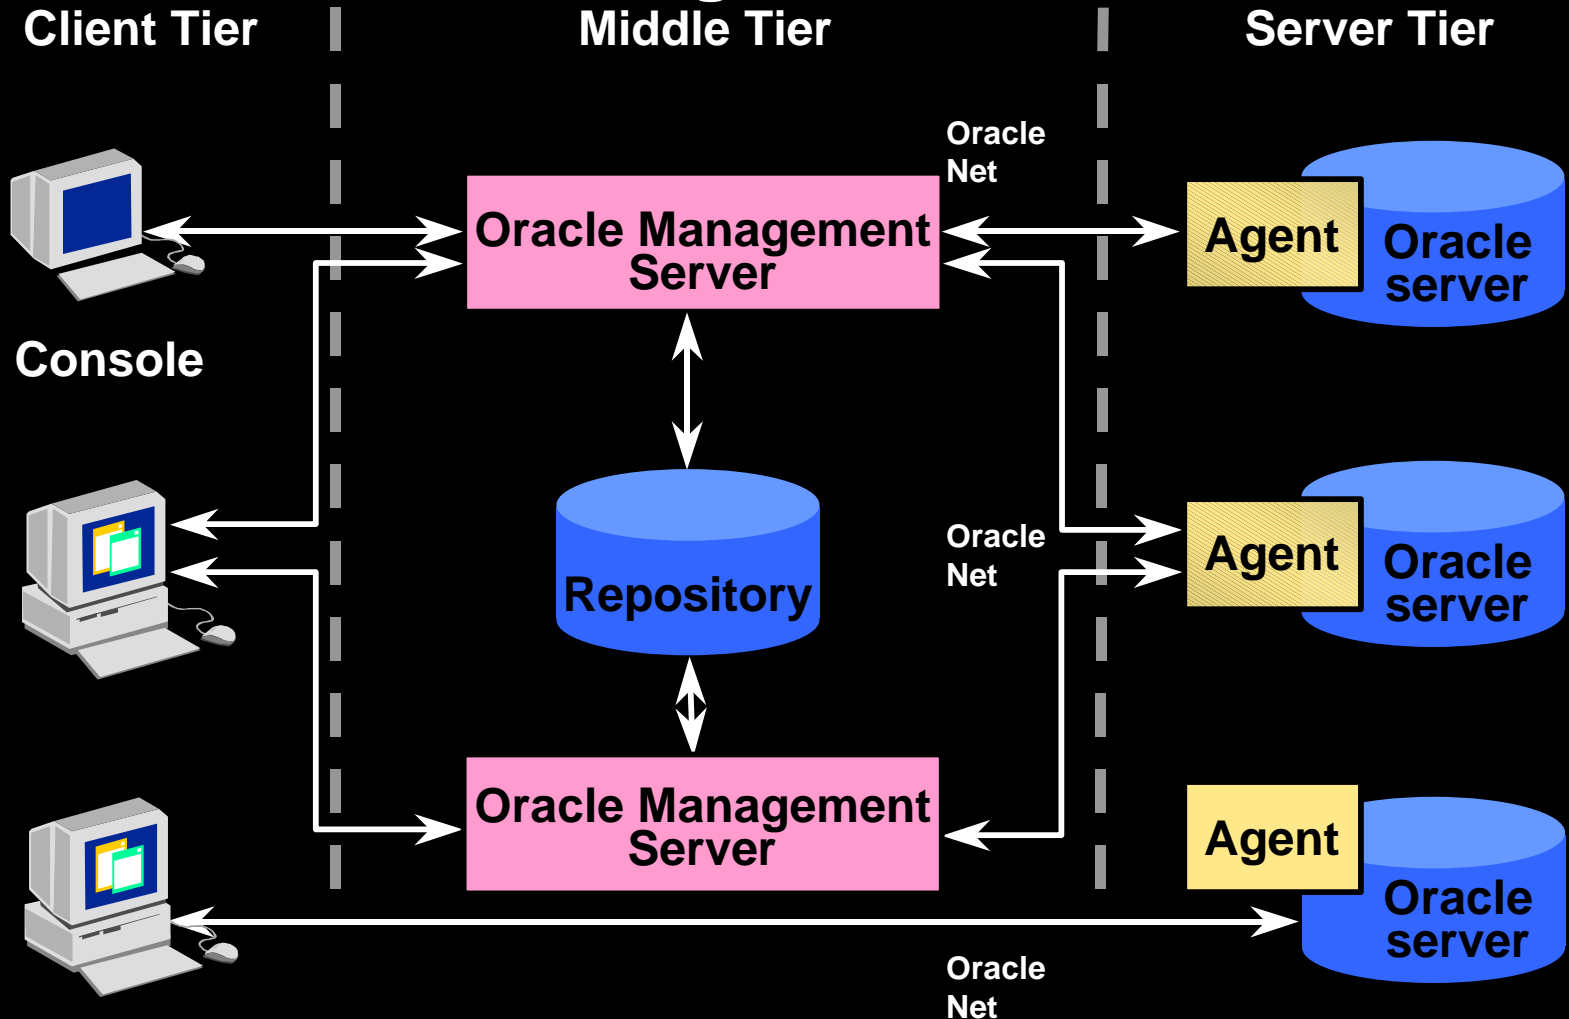 Client Tier
Middle Tier
Server Tier
Oracle
Net
Oracle Management
Server
Agent
Oracle
server
Console
Oracle
Net
Agent
Oracle
server
Repository
Oracle Management
Server
Agent
Oracle
server
Oracle
Net